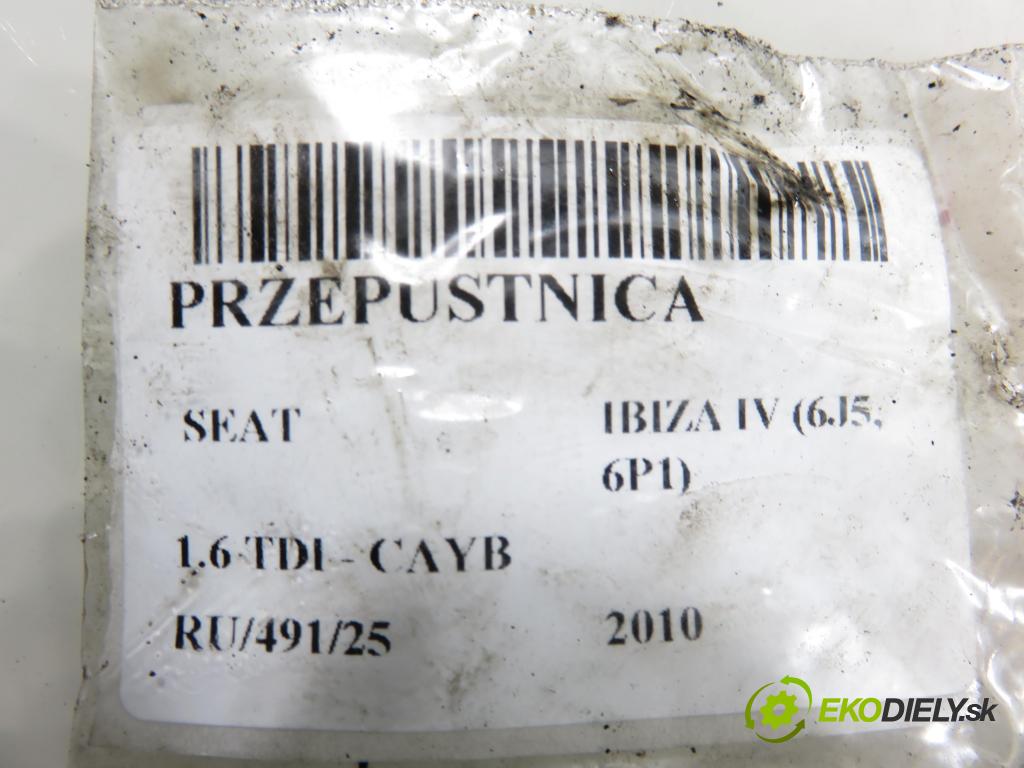 PRZEPUSTNICA
SEAT
IBIZA IV (6J5,
6P1)
1.6 TDI - CAYB
RU/491/25
2010
EKODIELY.sk